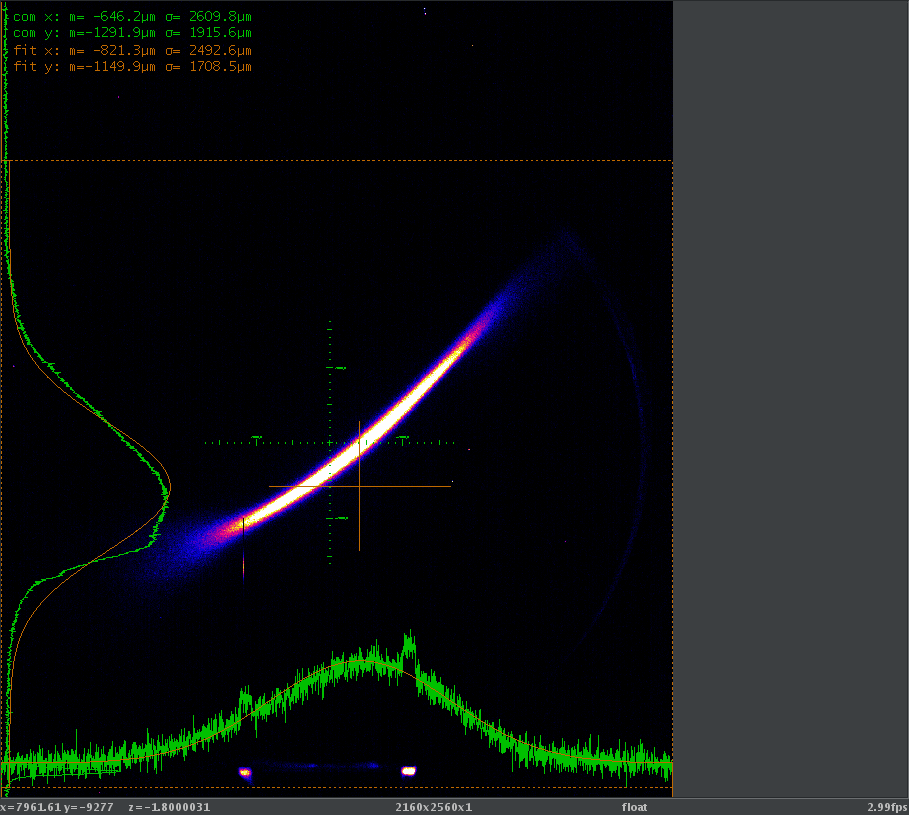 com x: m= -646.2µm σ= 2609.8µm
com y: m=-1291.9µm σ= 1915.6µm
fit x: m= -821.3µm σ= 2492.6µm
fit y: m=-1149.9µm σ= 1708.5µm
x=7961.61 y=-9277 z=-1.8000031 2160x2560x1 float 2.99fps